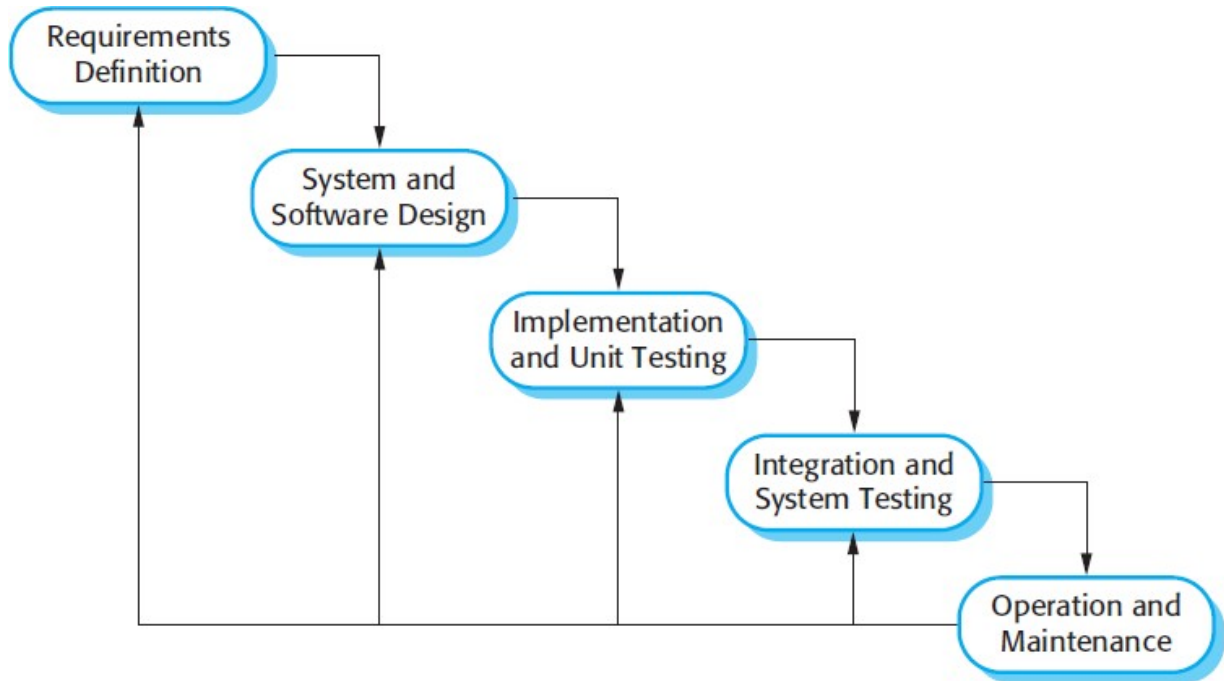 Requirements
Definition
System and
Software Design
Implementation
and Unit Testing
Integration and
System Testing
Operation and
Maintenance